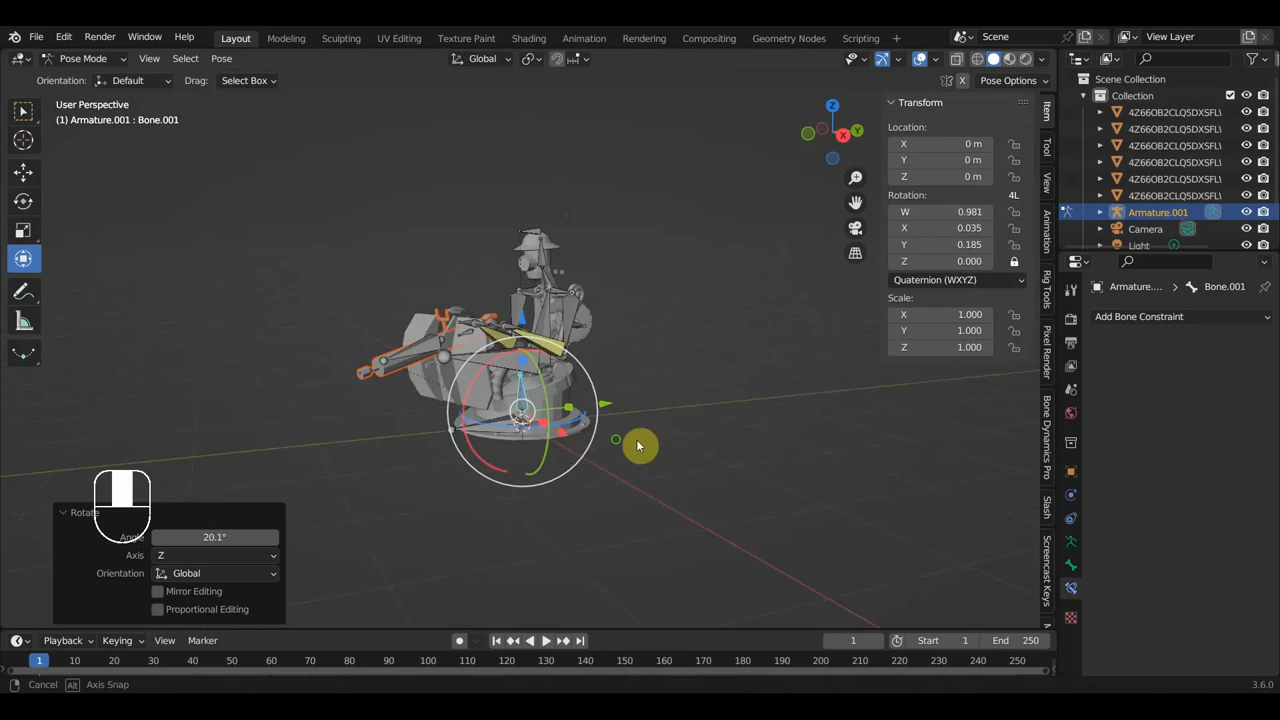 File Edit Render Window Help Layout Modeling Sculpting UV Editing Texture Paint Shading Animation Rendering Compositing Geometry Nodes Scripting + Scene View Layer
Pose Mode View Select Pose Global
Orientation: Default Drag: Select Box X Pose Options
User Perspective
(1) Armature.001 : Bone.001
Z
Y
X
Transform
Location:
X 0 m
Y 0 m
Z 0 m
Rotation: 4L
W 0.981
X 0.035
Y 0.185
Z 0.000
Quaternion (WXYZ)
Scale:
X 1.000
Y 1.000
Z 1.000
Item
Tool
View
Animation
Rig Tools
Pixel Render
Bone Dynamics Pro
Slash
Screencast Keys
Scene Collection
Collection
4Z66OB2CLQ5DXSFL\
4Z66OB2CLQ5DXSFL\
4Z66OB2CLQ5DXSFL\
4Z66OB2CLQ5DXSFL\
4Z66OB2CLQ5DXSFL\
4Z66OB2CLQ5DXSFL\
Armature.001
Camera
Light
Armature.... Bone.001
Add Bone Constraint
Rotate
Angle 20.1°
Axis Z
Orientation Global
Mirror Editing
Proportional Editing
Playback Keying View Marker 1 Start 1 End 250
1 10 20 30 40 50 60 70 80 90 100 110 120 130 140 150 160 170 180 190 200 210 220 230 240 250
Cancel Alt Axis Snap 3.6.0